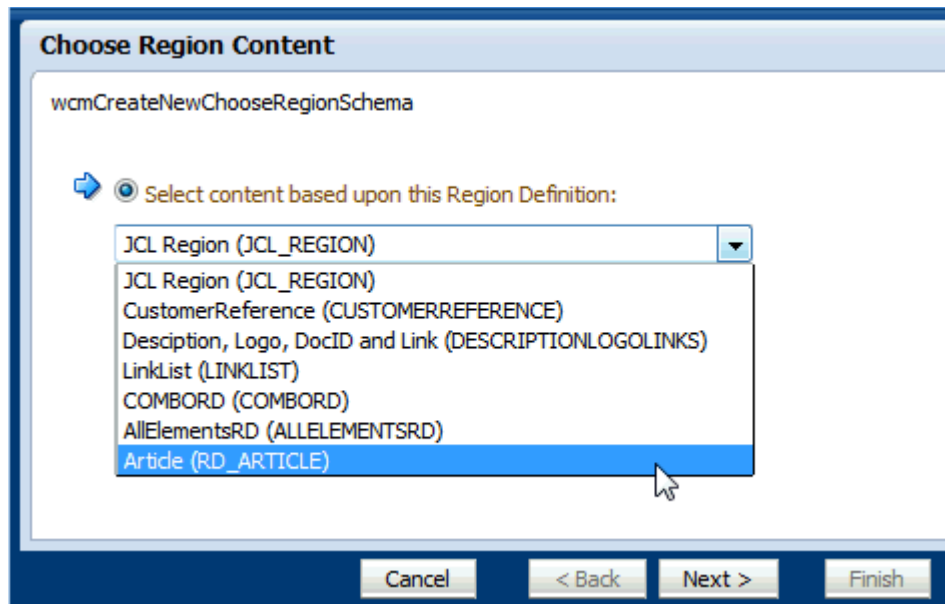 Choose Region Content
wcmCreateNewChooseRegionSchema
Select content based upon this Region Definition:
JCL Region (JCL_REGION)
JCL Region (JCL_REGION)
CustomerReference (CUSTOMERREFERENCE)
Desciption, Logo, DocID and Link (DESCRIPTIONLOGOLINKS)
LinkList (LINKLIST)
COMBORD (COMBORD)
AllElementsRD (ALLELEMENTSRD)
Article (RD_ARTICLE)
Cancel < Back Next > Finish